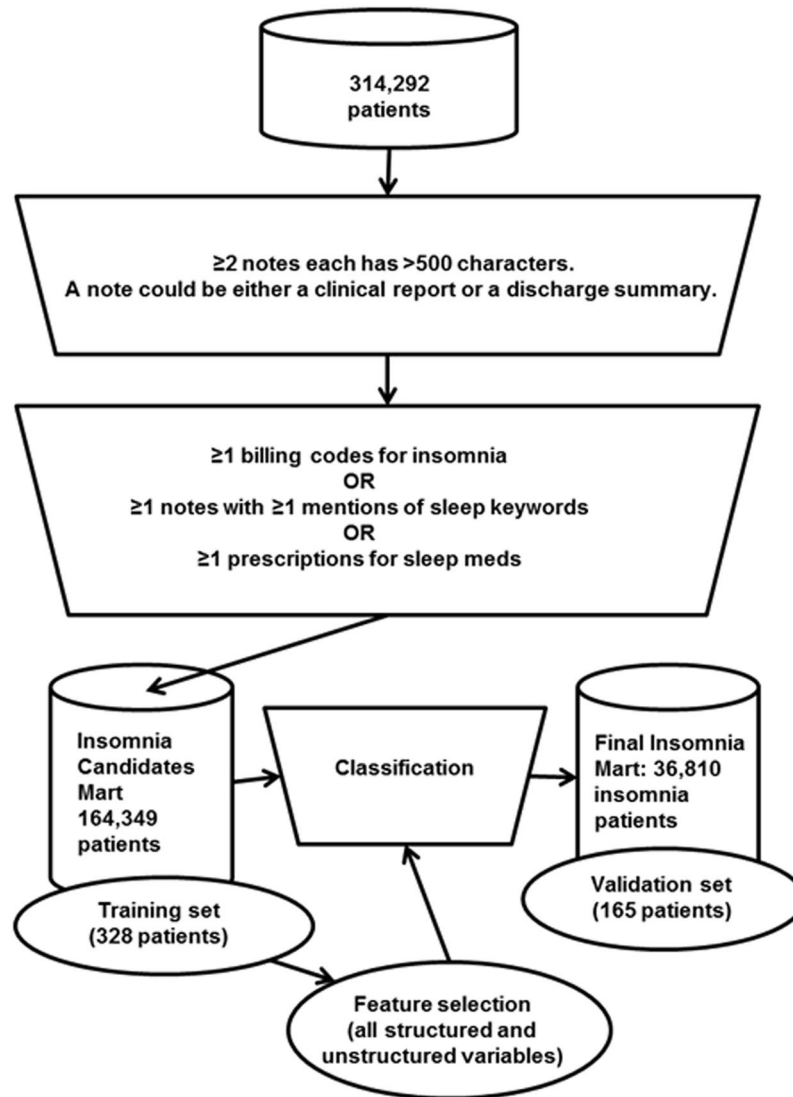 314,292
patients
≥2 notes each has >500 characters.
A note could be either a clinical report or a discharge summary.
≥1 billing codes for insomnia
OR
≥1 notes with ≥1 mentions of sleep keywords
OR
≥1 prescriptions for sleep meds
Insomnia
Candidates
Mart
164,349
patients
Classification
Final Insomnia
Mart: 36,810
insomnia
patients
Training set
(328 patients)
Validation set
(165 patients)
Feature selection
(all structured and
unstructured variables)